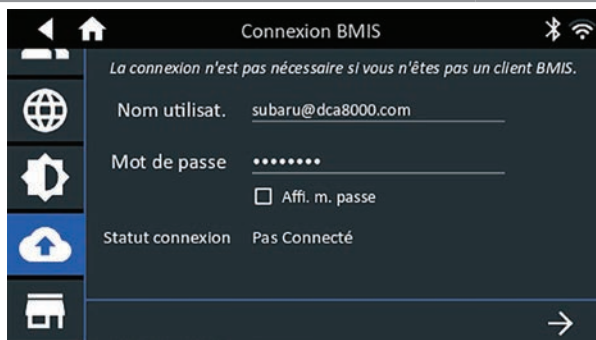 Connexion BMIS
La connexion n'est pas nécessaire si vous n'êtes pas un client BMIS.
Nom utilisat. subaru@dca8000.com
Mot de passe ••••••••
Affi. m. passe
Statut connexion Pas Connecté